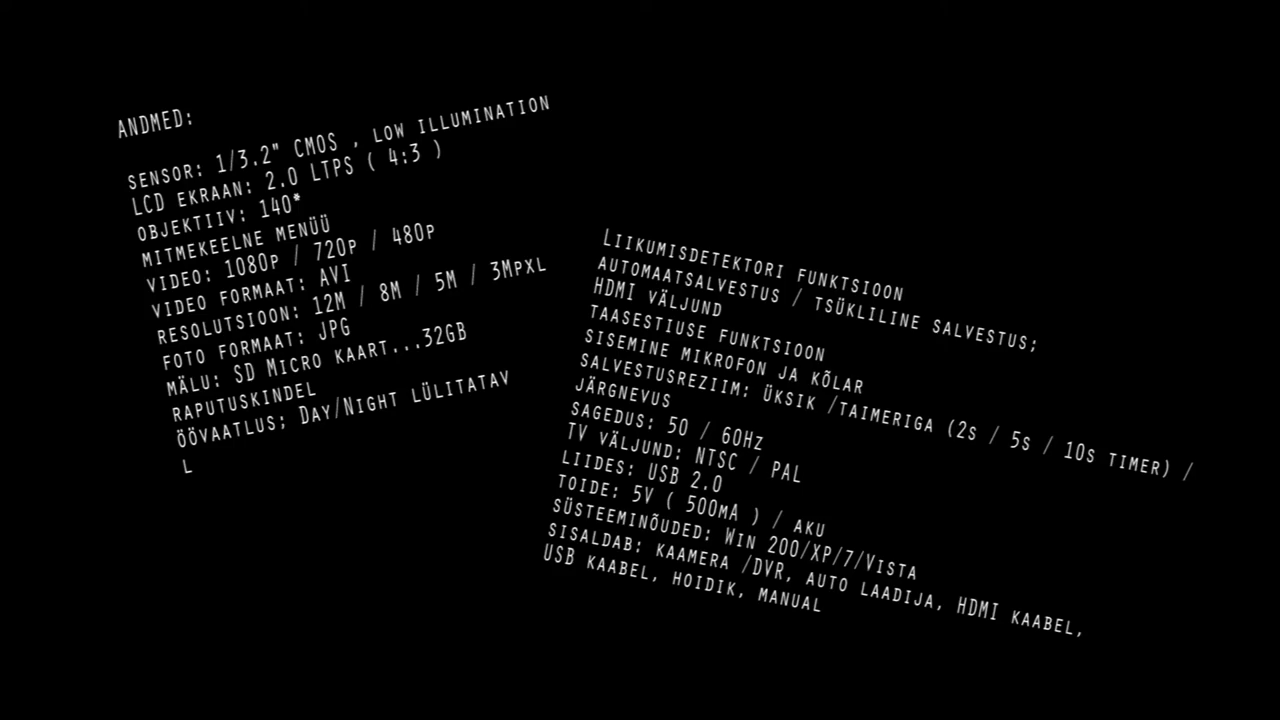 ANDMED:
SENSOR: 1/3.2" CMOS , LOW ILLUMINATION
LCD EKRAAN: 2.0 LTPS ( 4:3 )
OBJEKTIIV: 140*
MITMEKEELNE MENÜÜ
VIDEO: 1080P / 720P / 480P
VIDEO FORMAAT: AVI
RESOLUTSIOON: 12M / 8M / 5M / 3MPXL
FOTO FORMAAT: JPG
MÄLU: SD MICRO KAART...32GB
RAPUTUSKINDEL
ÖÖVAATLUS; DAY/NIGHT LÜLITATAV
L
LIIKUMISDETEKTORI FUNKTSIOON
AUTOMAATSALVESTUS / TSÜKLILINE SALVESTUS;
HDMI VÄLJUND
TAASESTIUSE FUNKTSIOON
SISEMINE MIKROFON JA KÕLAR
SALVESTUSREZIIM: ÜKSIK /TAIMERIGA (2S / 5S / 10S TIMER) /
JÄRGNEVUS
SAGEDUS: 50 / 60HZ
TV VÄLJUND: NTSC / PAL
LIIDES: USB 2.0
TOIDE: 5V ( 500MA ) / AKU
SÜSTEEMINÕUDED: WIN 200/XP/7/VISTA
SISALDAB: KAAMERA /DVR, AUTO LAADIJA, HDMI KAABEL,
USB KAABEL, HOIDIK, MANUAL